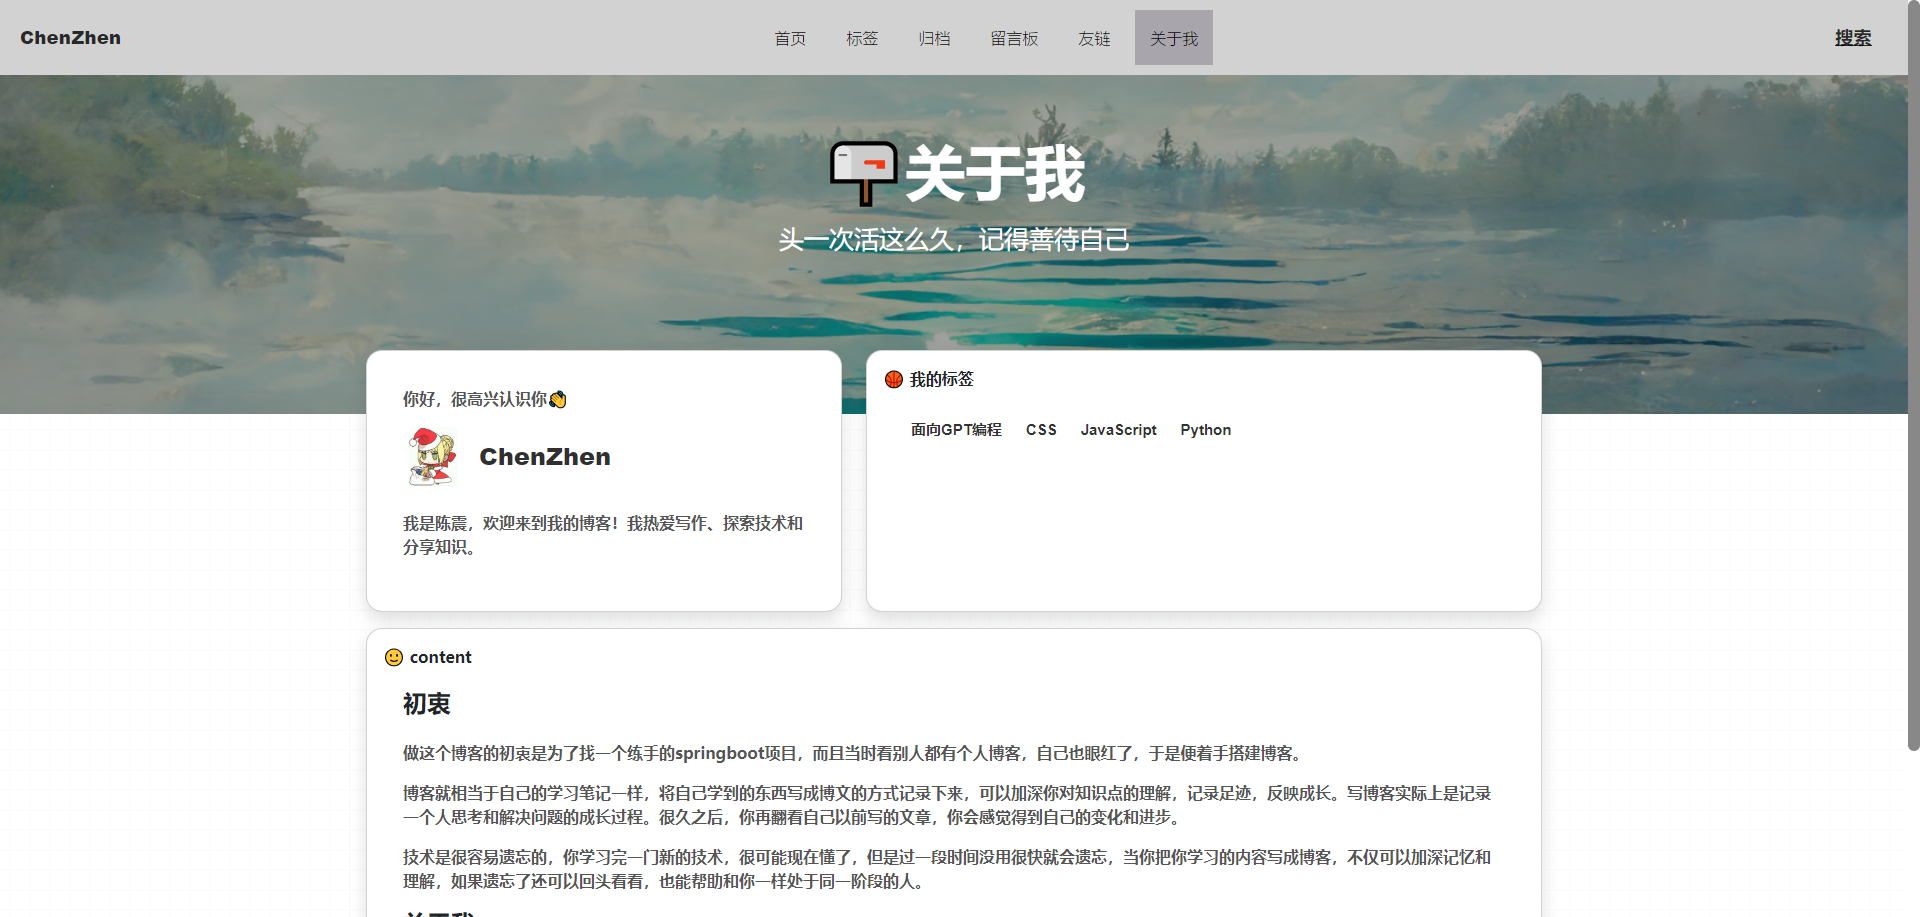 ChenZhen
首页 标签 归档 留言板 友链 关于我
搜索
关于我
头一次活这么久，记得善待自己
你好，很高兴认识你
ChenZhen
我是陈震，欢迎来到我的博客！我热爱写作、探索技术和
分享知识。
我的标签
面向GPT编程 CSS JavaScript Python
content
初衷
做这个博客的初衷是为了找一个练手的springboot项目，而且当时看别人都有个人博客，自己也眼红了，于是便着手搭建博客。
博客就相当于自己的学习笔记一样，将自己学到的东西写成博文的方式记录下来，可以加深你对知识点的理解，记录足迹，反映成长。写博客实际上是记录
一个人思考和解决问题的成长过程。很久之后，你再翻看自己以前写的文章，你会感觉得到自己的变化和进步。
技术是很容易遗忘的，你学习完一门新的技术，很可能现在懂了，但是过一段时间没用很快就会遗忘，当你把你学习的内容写成博客，不仅可以加深记忆和
理解，如果遗忘了还可以回头看看，也能帮助和你一样处于同一阶段的人。
关于我